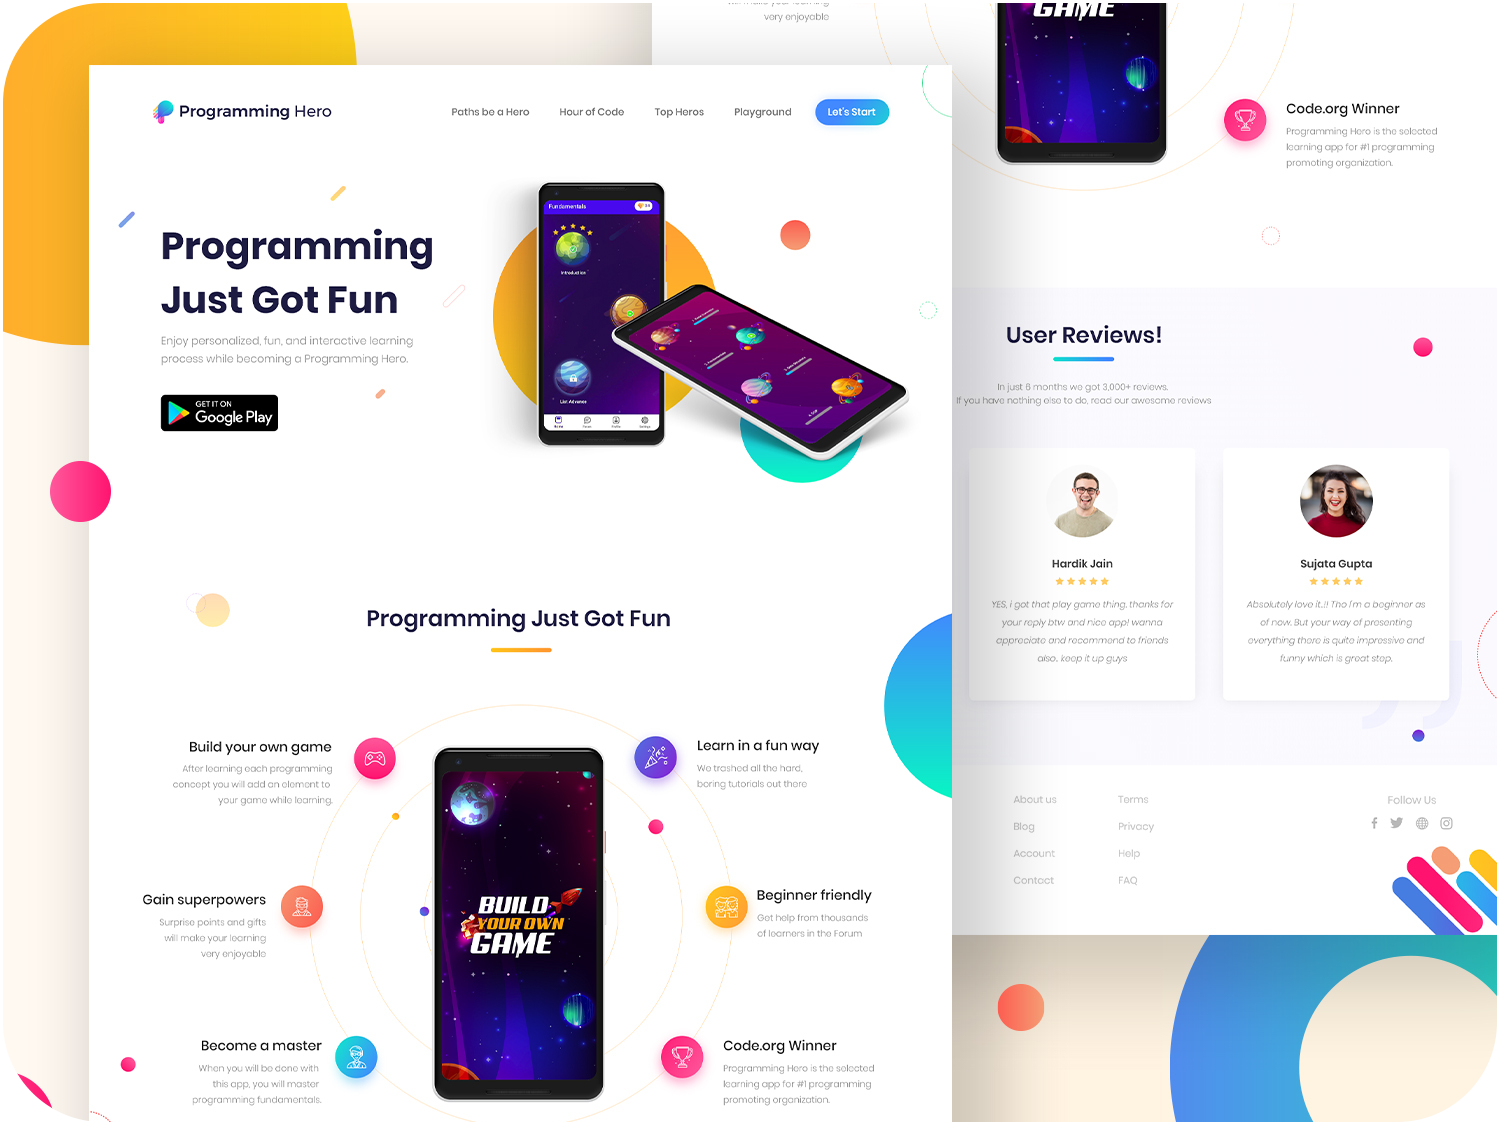 Programming Hero
Paths be a Hero
Hour of Code
Top Heros
Playground
Let's Start
Programming
Just Got Fun
Enjoy personalized, fun, and interactive learning
process while becoming a Programming Hero.
GET IT ON
Google Play
Fundamentals
Introduction
List Advance
Programming Just Got Fun
Build your own game
After learning each programming
concept you will add an element to
your game while learning.
Learn in a fun way
We trashed all the hard,
boring tutorials out there
Gain superpowers
Surprise points and gifts
will make your learning
very enjoyable
BUILD
YOUR OWN
GAME
Beginner friendly
Get help from thousands
of learners in the Forum
Become a master
When you will be done with
this app, you will master
programming fundamentals.
Code.org Winner
Programming Hero is the selected
learning app for #1 programming
promoting organization.
will make your learning
very enjoyable
GAME
Code.org Winner
Programming Hero is the selected
learning app for #1 programming
promoting organization.
User Reviews!
In just 6 months we got 3,000+ reviews.
If you have nothing else to do, read our awesome reviews
Hardik Jain
YES, i got that play game thing, thanks for
your reply btw and nice app! wanna
appreciate and recommend to friends
also, keep it up guys
Sujata Gupta
Absolutely love it.!! Tho I'm a beginner as
of now. But your way of presenting
everything there is quite impressive and
funny which is great step.
About us
Blog
Account
Contact
Terms
Privacy
Help
FAQ
Follow Us